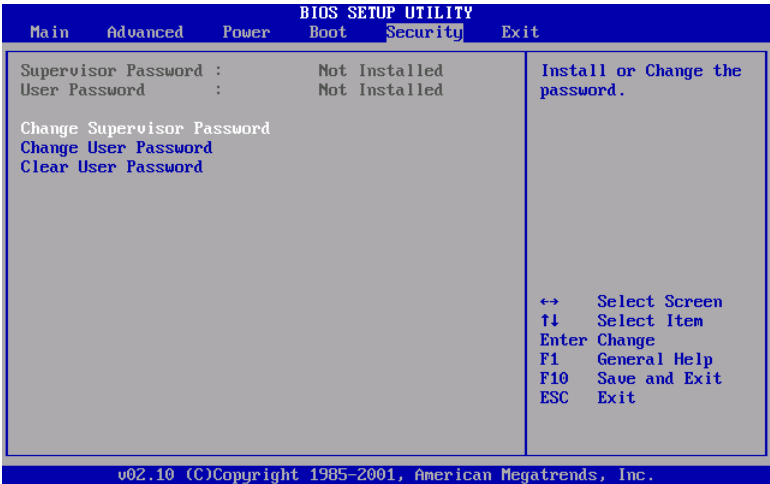 BIOS SETUP UTILITY
Main Advanced Power Boot Security Exit
Supervisor Password : Not Installed
User Password : Not Installed
Change Supervisor Password
Change User Password
Clear User Password
Install or Change the
password.
←→ Select Screen
↑↓ Select Item
Enter Change
F1 General Help
F10 Save and Exit
ESC Exit
v02.10 (C)Copyright 1985-2001, American Megatrends, Inc.